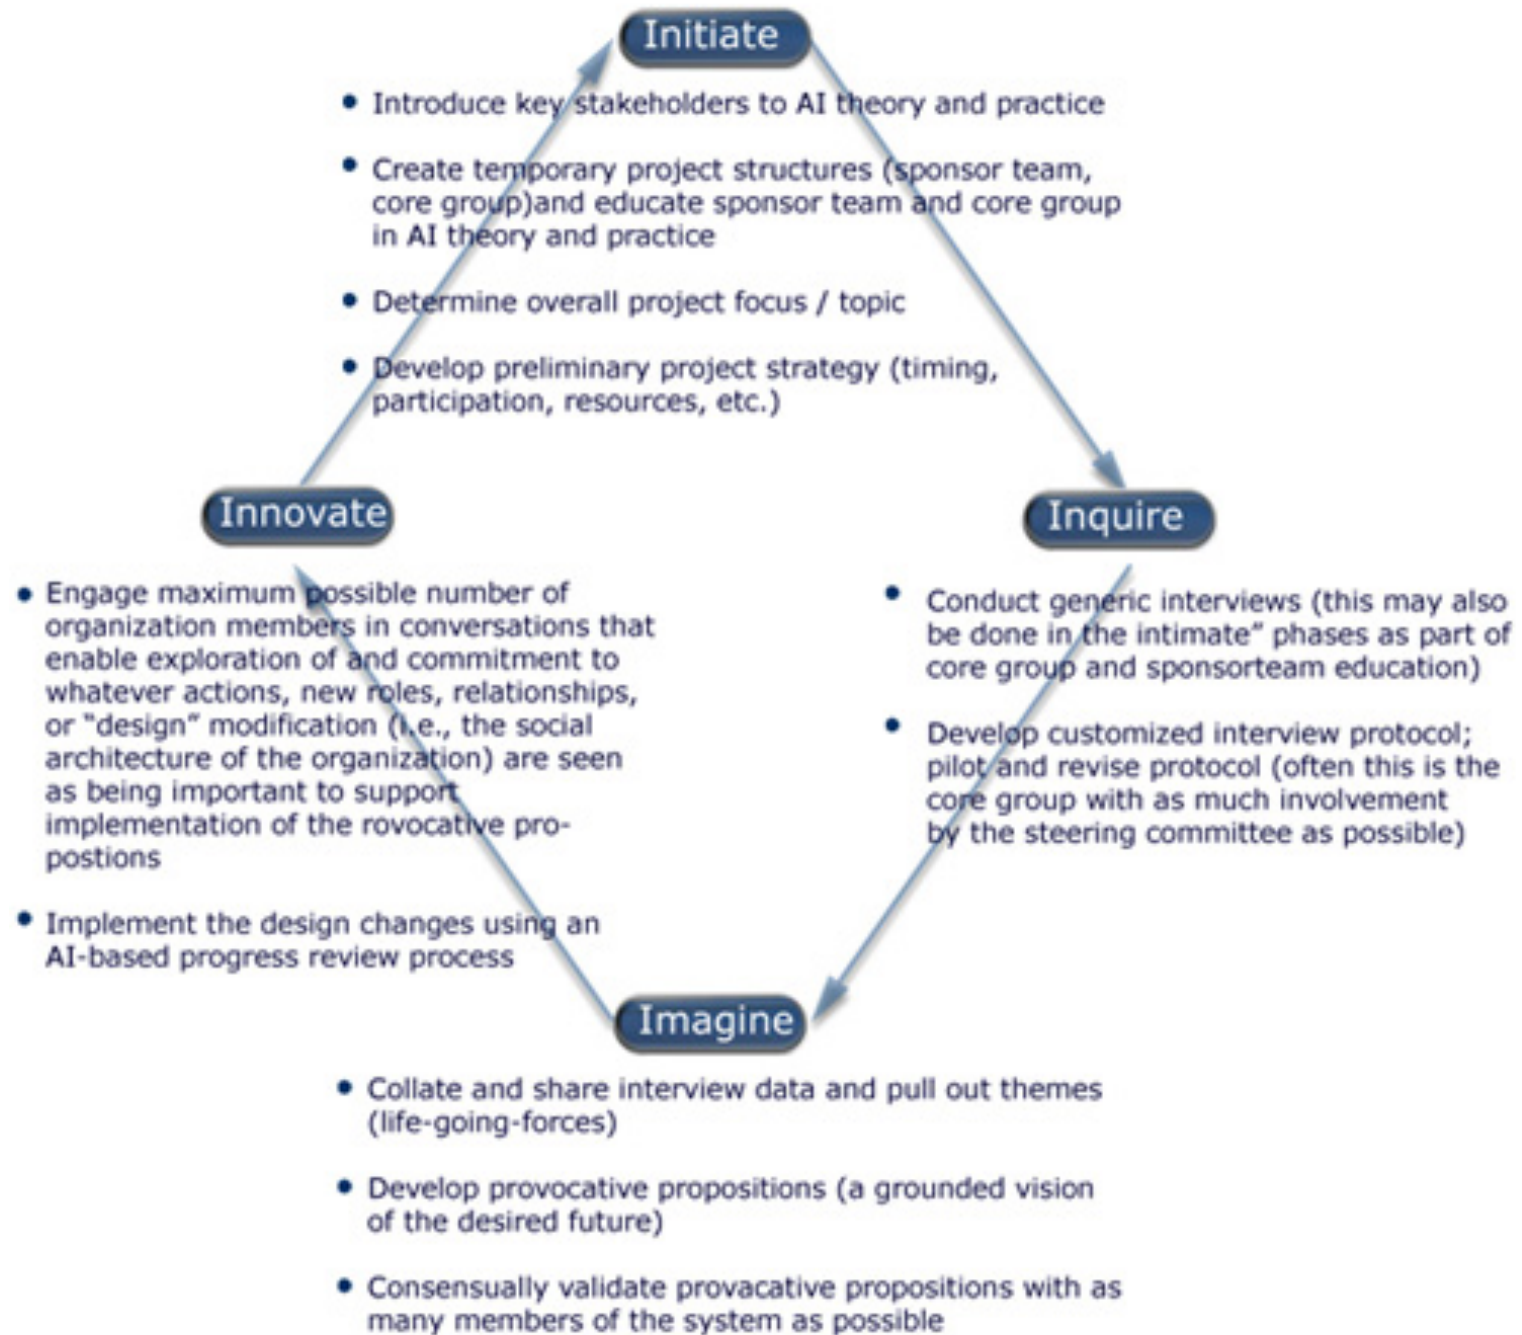 Initiate
• Introduce key stakeholders to AI theory and practice
• Create temporary project structures (sponsor team,
core group)and educate sponsor team and core group
in AI theory and practice
• Determine overall project focus / topic
• Develop preliminary project strategy (timing,
participation, resources, etc.)
Inquire
• Conduct generic interviews (this may also
be done in the intimate” phases as part of
core group and sponsorteam education)
• Develop customized interview protocol;
pilot and revise protocol (often this is the
core group with as much involvement
by the steering committee as possible)
Imagine
• Collate and share interview data and pull out themes
(life-going-forces)
• Develop provocative propositions (a grounded vision
of the desired future)
• Consensually validate provacative propositions with as
many members of the system as possible
Innovate
• Engage maximum possible number of
organization members in conversations that
enable exploration of and commitment to
whatever actions, new roles, relationships,
or “design” modification (i.e., the social
architecture of the organization) are seen
as being important to support
implementation of the rovocative pro-
postions
• Implement the design changes using an
AI-based progress review process